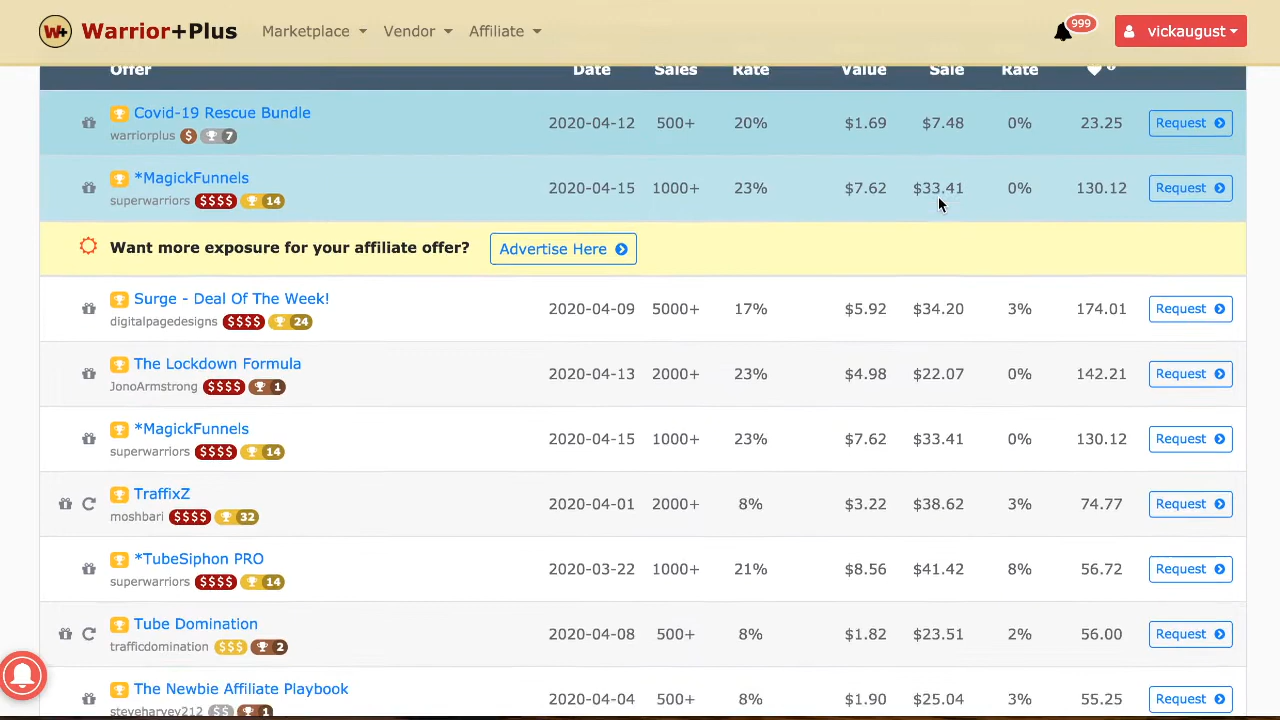 W+ Warrior+Plus Marketplace Vendor Affiliate 999 vickaugust
Offer Date Sales Rate Value Sale Rate
Covid-19 Rescue Bundle
warriorplus $ 7 2020-04-12 500+ 20% $1.69 $7.48 0% 23.25 Request
*MagickFunnels
superwarriors $$$$ 14 2020-04-15 1000+ 23% $7.62 $33.41 0% 130.12 Request
Want more exposure for your affiliate offer? Advertise Here
Surge - Deal Of The Week!
digitalpagedesigns $$$$ 24 2020-04-09 5000+ 17% $5.92 $34.20 3% 174.01 Request
The Lockdown Formula
JonoArmstrong $$$$ 1 2020-04-13 2000+ 23% $4.98 $22.07 0% 142.21 Request
*MagickFunnels
superwarriors $$$$ 14 2020-04-15 1000+ 23% $7.62 $33.41 0% 130.12 Request
TraffixZ
moshbari $$$$ 32 2020-04-01 2000+ 8% $3.22 $38.62 3% 74.77 Request
*TubeSiphon PRO
superwarriors $$$$ 14 2020-03-22 1000+ 21% $8.56 $41.42 8% 56.72 Request
Tube Domination
trafficdomination $$$ 2 2020-04-08 500+ 8% $1.82 $23.51 2% 56.00 Request
The Newbie Affiliate Playbook
steveharvey212 $$ 1 2020-04-04 500+ 8% $1.90 $25.04 3% 55.25 Request